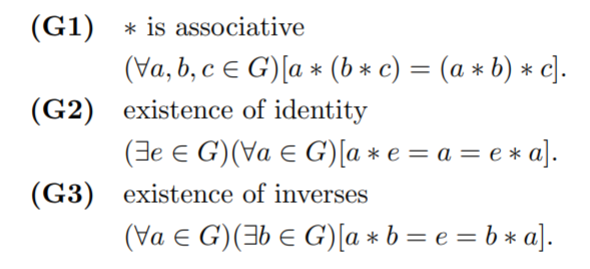 (G1) ∗ is associative
(∀a, b, c ∈ G)[a ∗ (b ∗ c) = (a ∗ b) ∗ c].
(G2) existence of identity
(∃e ∈ G)(∀a ∈ G)[a ∗ e = a = e ∗ a].
(G3) existence of inverses
(∀a ∈ G)(∃b ∈ G)[a ∗ b = e = b ∗ a].